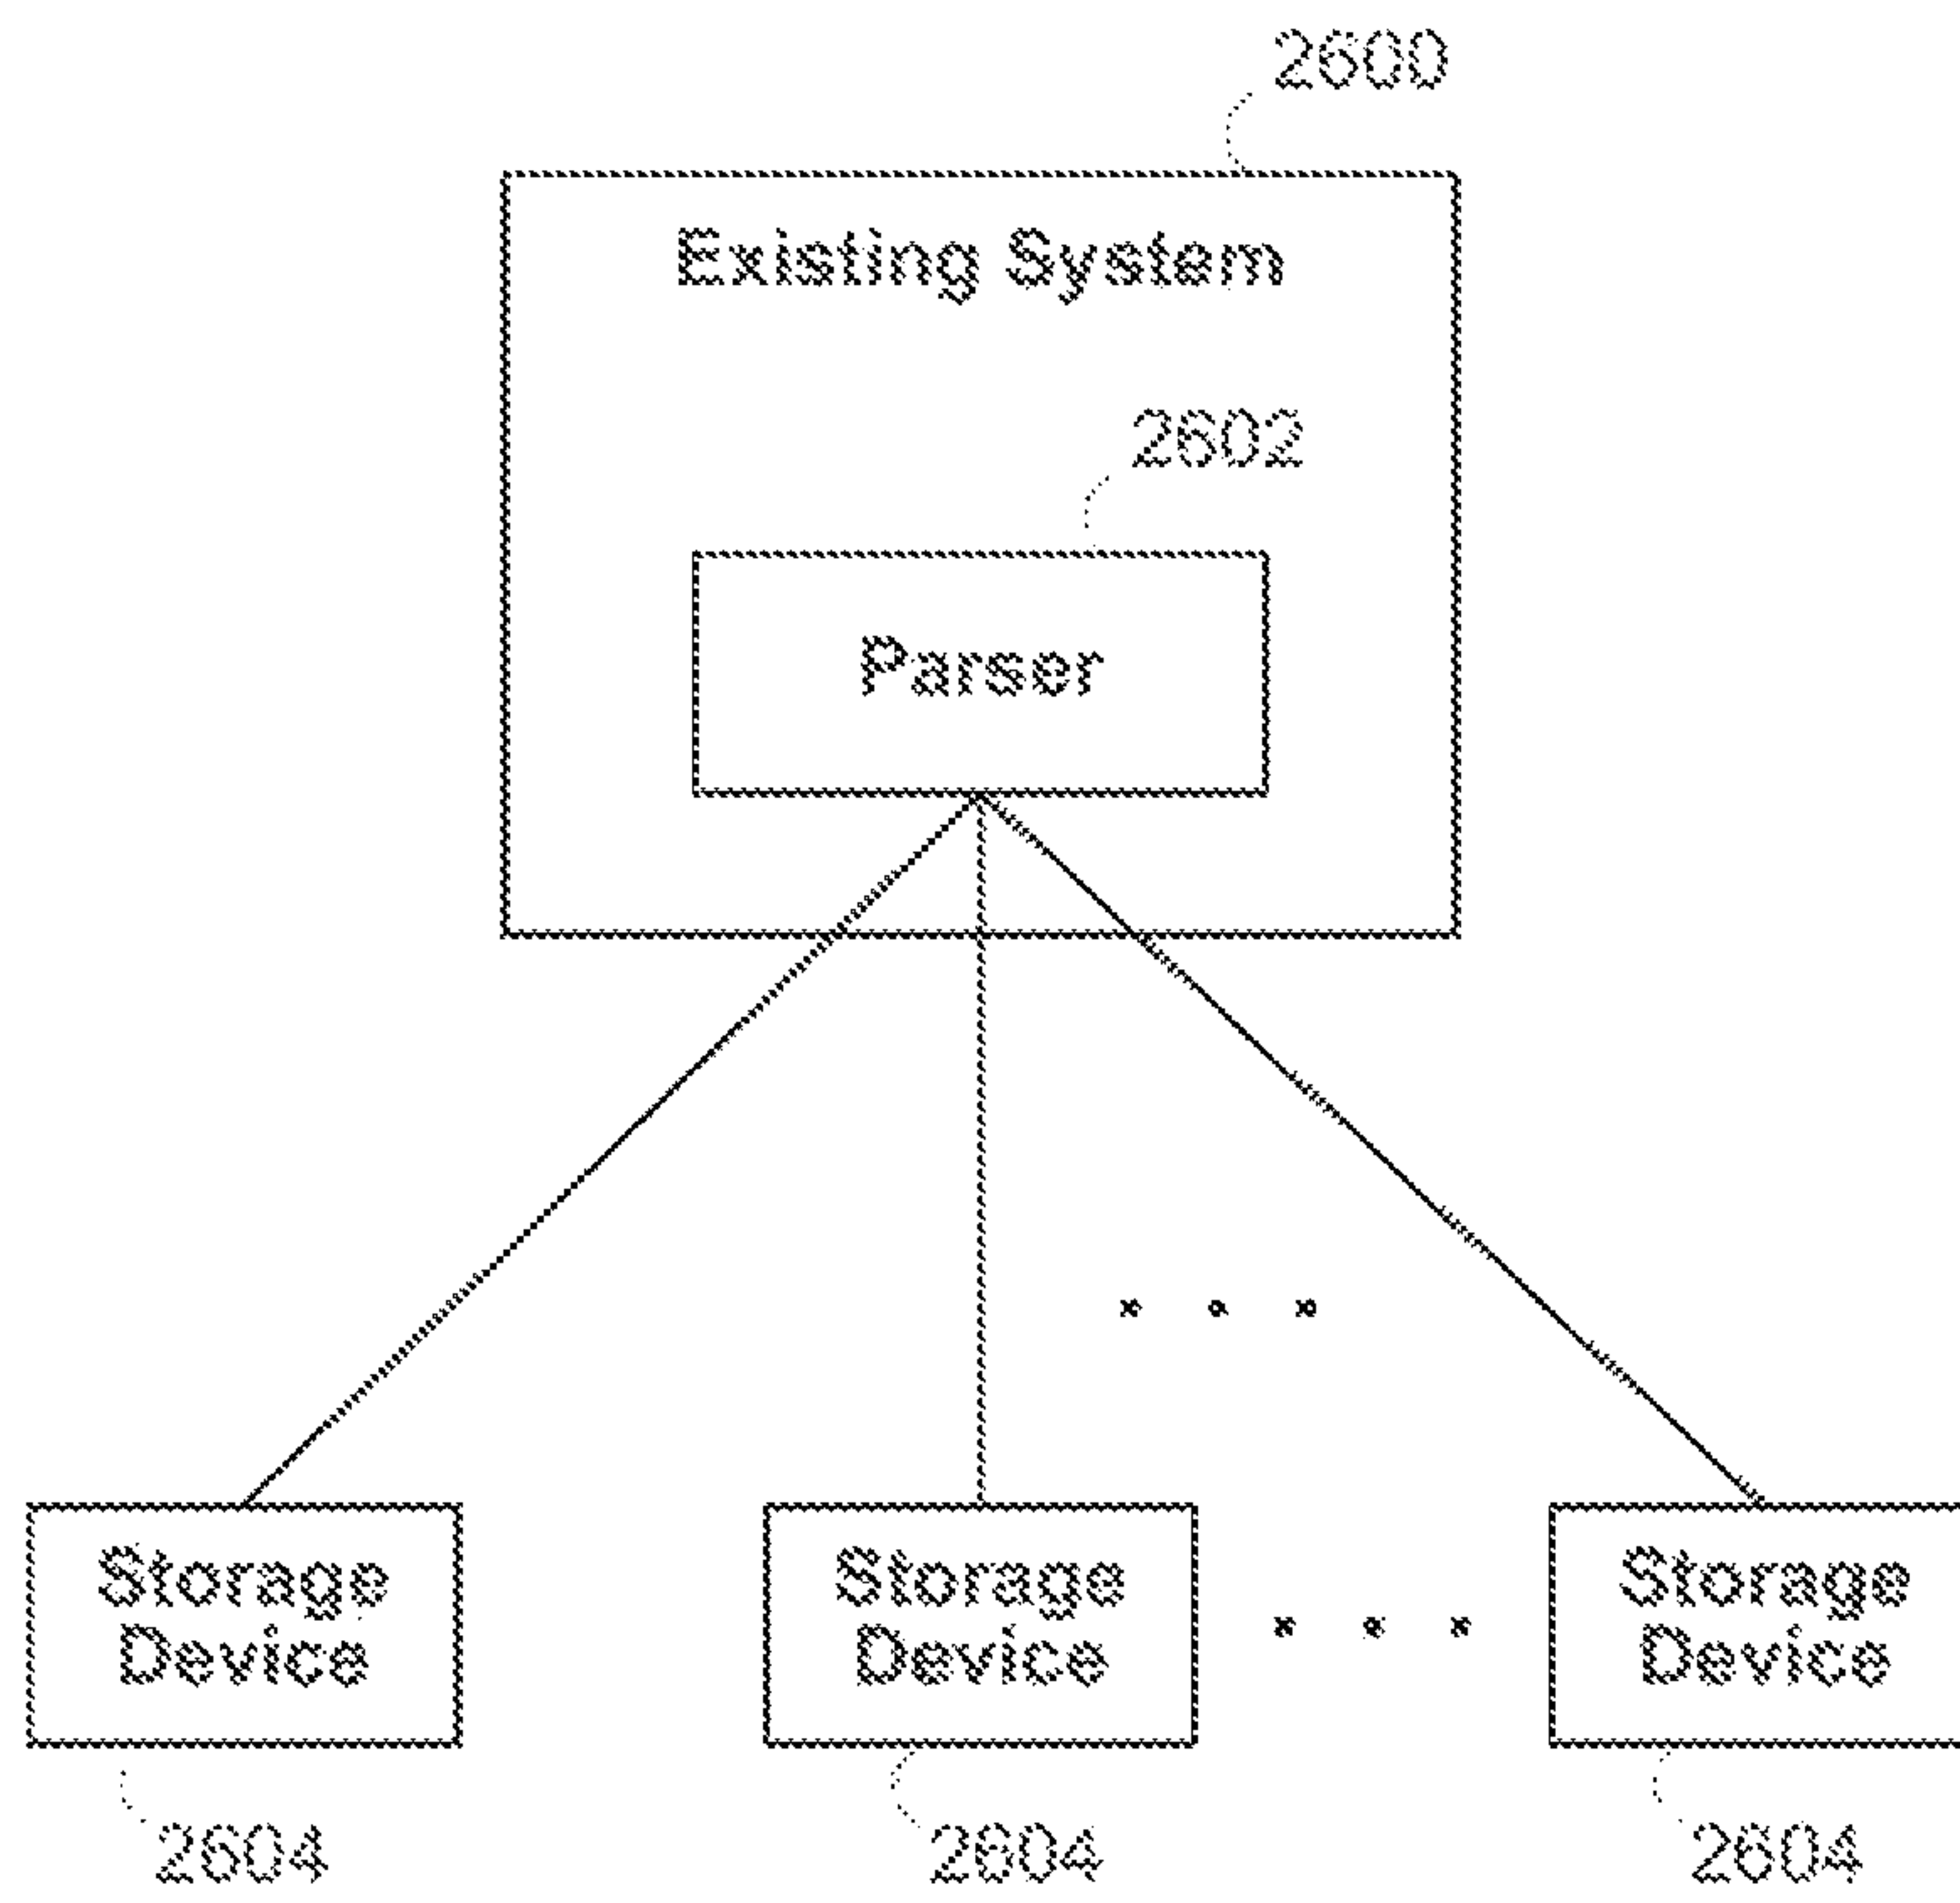 2600
Existing System
2602
Parser
Storage
Device
Storage
Device
Storage
Device
2604
2604
2604